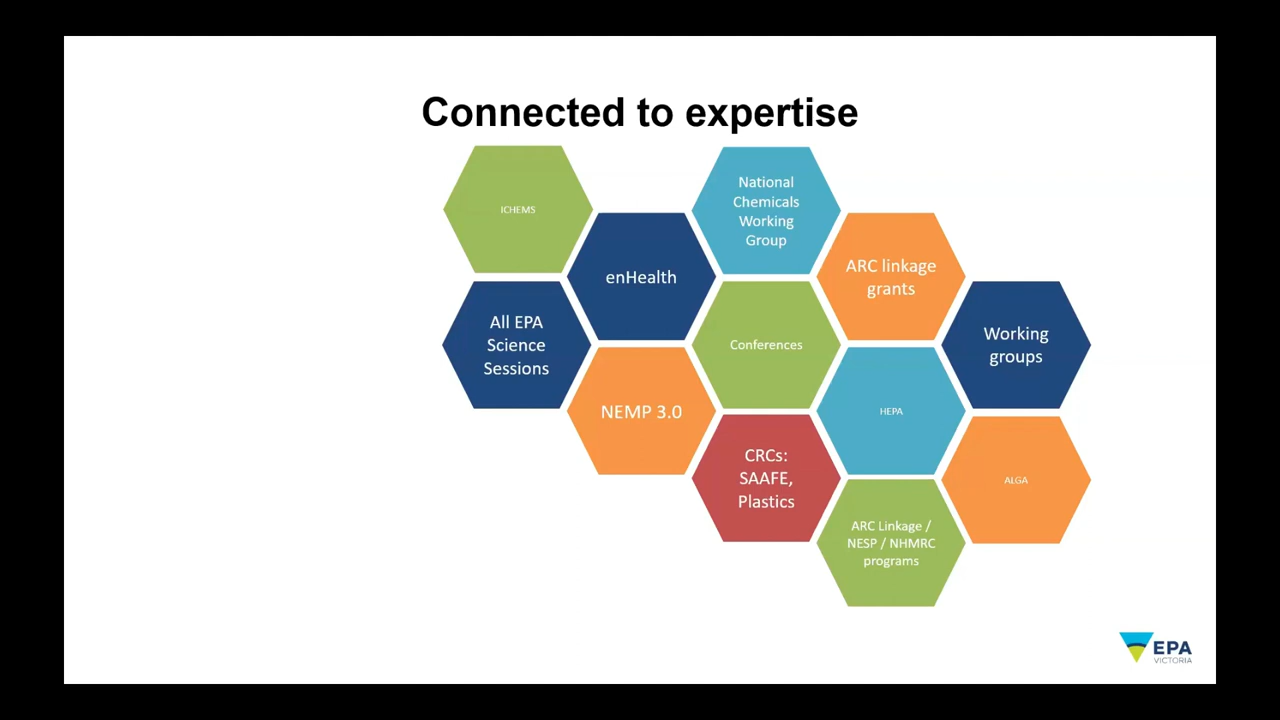 Connected to expertise
ICHEMS
National
Chemicals
Working
Group
enHealth
ARC linkage
grants
All EPA
Science
Sessions
Conferences
Working
groups
NEMP 3.0
HEPA
CRCs:
SAAFE,
Plastics
ALGA
ARC Linkage /
NESP / NHMRC
programs
EPA
VICTORIA